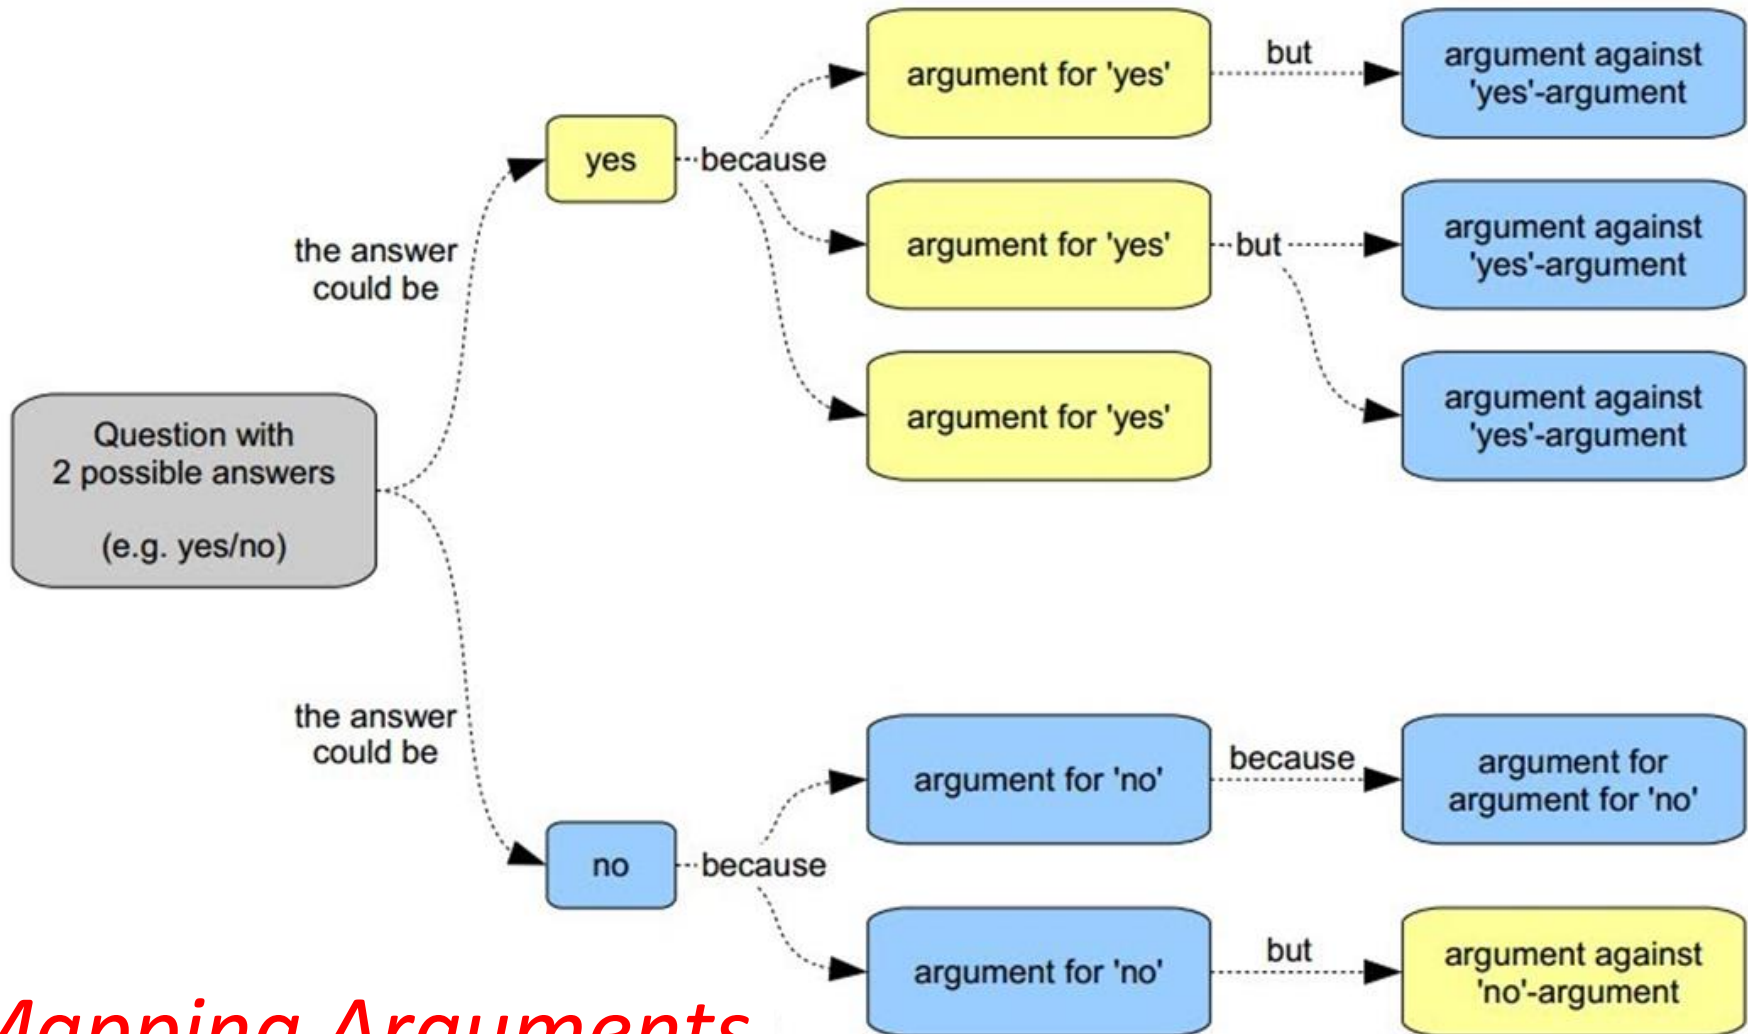 Question with
2 possible answers
(e.g. yes/no)
the answer
could be
yes
because
argument for 'yes'
but
argument against
'yes'-argument
argument for 'yes'
but
argument against
'yes'-argument
argument against
'yes'-argument
argument for 'yes'
the answer
could be
no
because
argument for 'no'
because
argument for
argument for 'no'
argument for 'no'
but
argument against
'no'-argument
Mapping Arguments